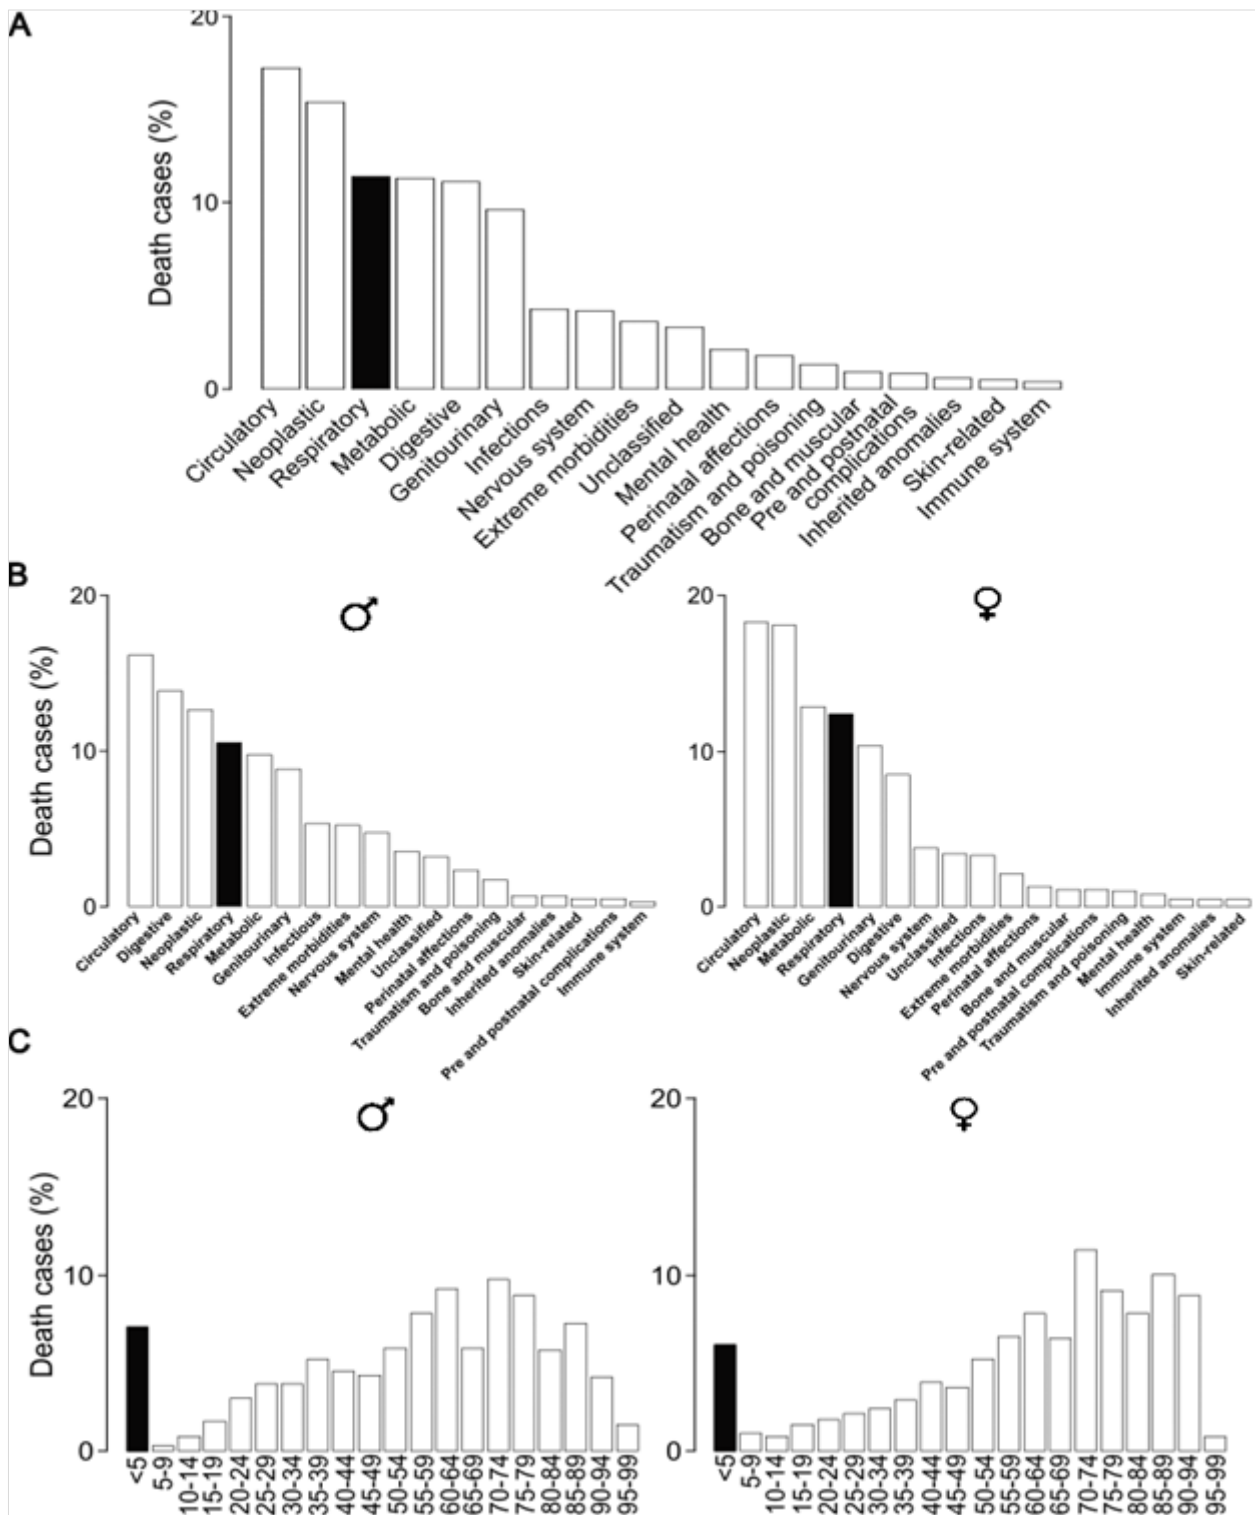 A
20
10
0
Death cases (%)
Circulatory
Neoplastic
Respiratory
Metabolic
Digestive
Genitourinary
Infections
Nervous system
Extreme morbidities
Unclassified
Mental health
Perinatal affections
Traumatism and poisoning
Bone and muscular
Pre and postnatal
complications
Inherited anomalies
Skin-related
Immune system
B
20
10
0
Death cases (%)
♂
Circulatory
Digestive
Neoplastic
Respiratory
Metabolic
Genitourinary
Infectious
Extreme morbidities
Nervous system
Mental health
Unclassified
Perinatal affections
Traumatism and poisoning
Bone and muscular
Inherited anomalies
Skin-related
Pre and postnatal complications
Immune system
20
10
0
♀
Circulatory
Neoplastic
Metabolic
Respiratory
Genitourinary
Digestive
Nervous system
Unclassified
Infections
Extreme morbidities
Perinatal affections
Bone and muscular
Pre and postnatal complications
Traumatism and poisoning
Mental health
Immune system
Inherited anomalies
Skin-related
C
20
10
0
Death cases (%)
♂
<5
5-9
10-14
15-19
20-24
25-29
30-34
35-39
40-44
45-49
50-54
55-59
60-64
65-69
70-74
75-79
80-84
85-89
90-94
95-99
20
10
0
♀
<5
5-9
10-14
15-19
20-24
25-29
30-34
35-39
40-44
45-49
50-54
55-59
60-64
65-69
70-74
75-79
80-84
85-89
90-94
95-99